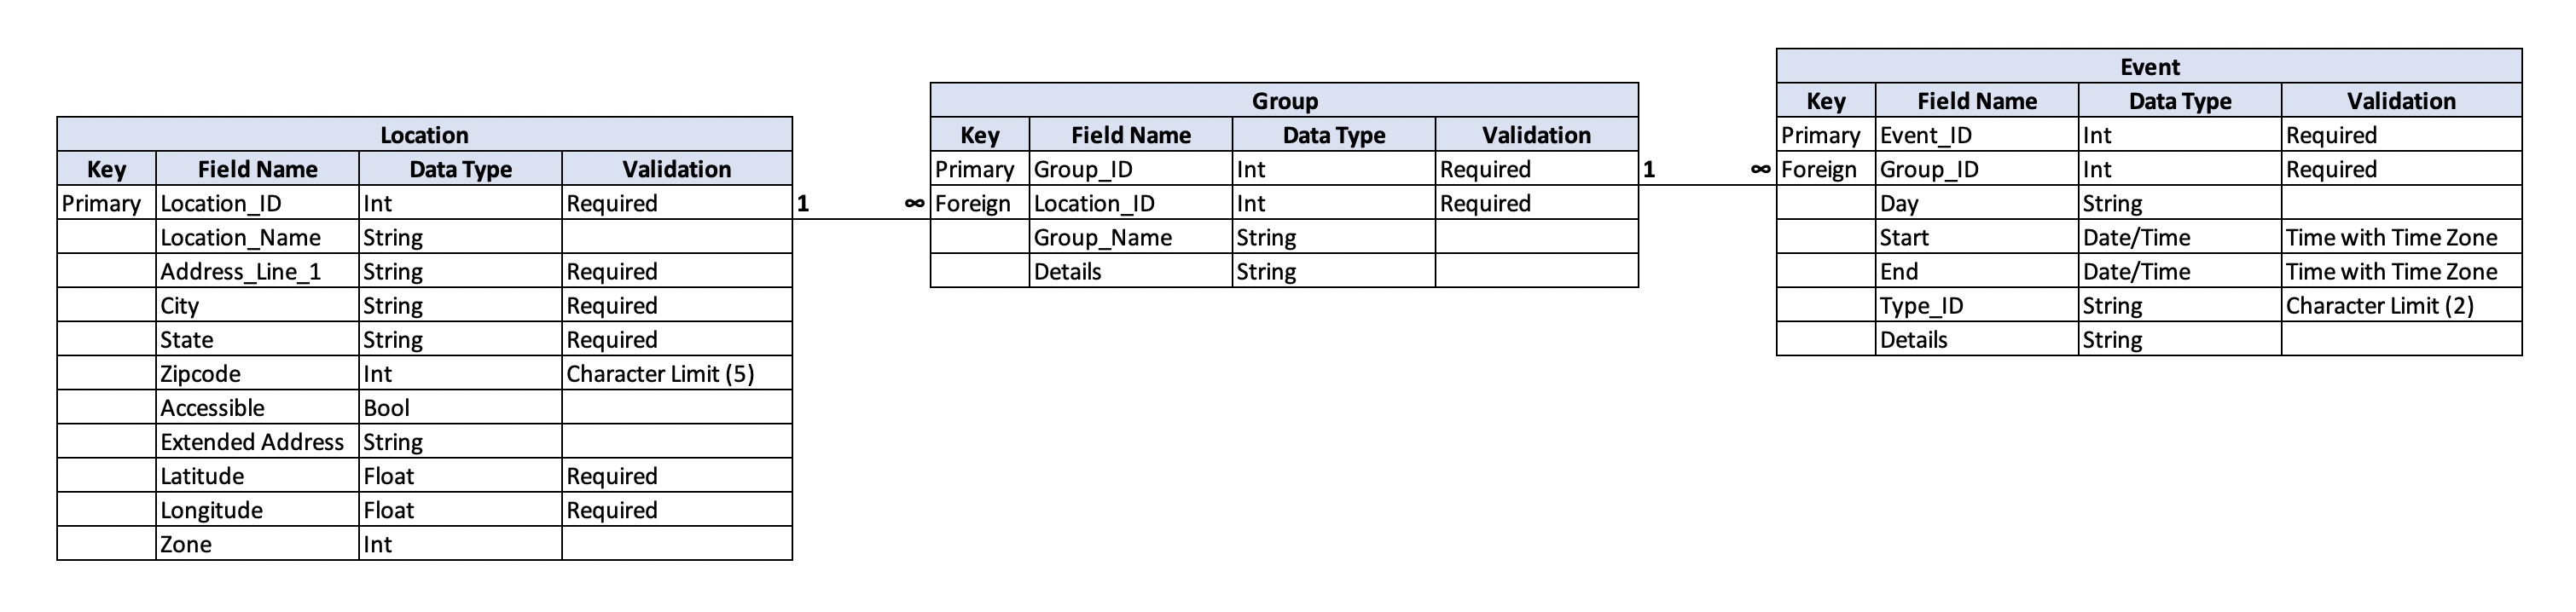 Location
Key Field Name Data Type Validation
Primary Location_ID Int Required
Location_Name String
Address_Line_1 String Required
City String Required
State String Required
Zipcode Int Character Limit (5)
Accessible Bool
Extended Address String
Latitude Float Required
Longitude Float Required
Zone Int
1 ∞
Group
Key Field Name Data Type Validation
Primary Group_ID Int Required
Foreign Location_ID Int Required
Group_Name String
Details String
1 ∞
Event
Key Field Name Data Type Validation
Primary Event_ID Int Required
Foreign Group_ID Int Required
Day String
Start Date/Time Time with Time Zone
End Date/Time Time with Time Zone
Type_ID String Character Limit (2)
Details String